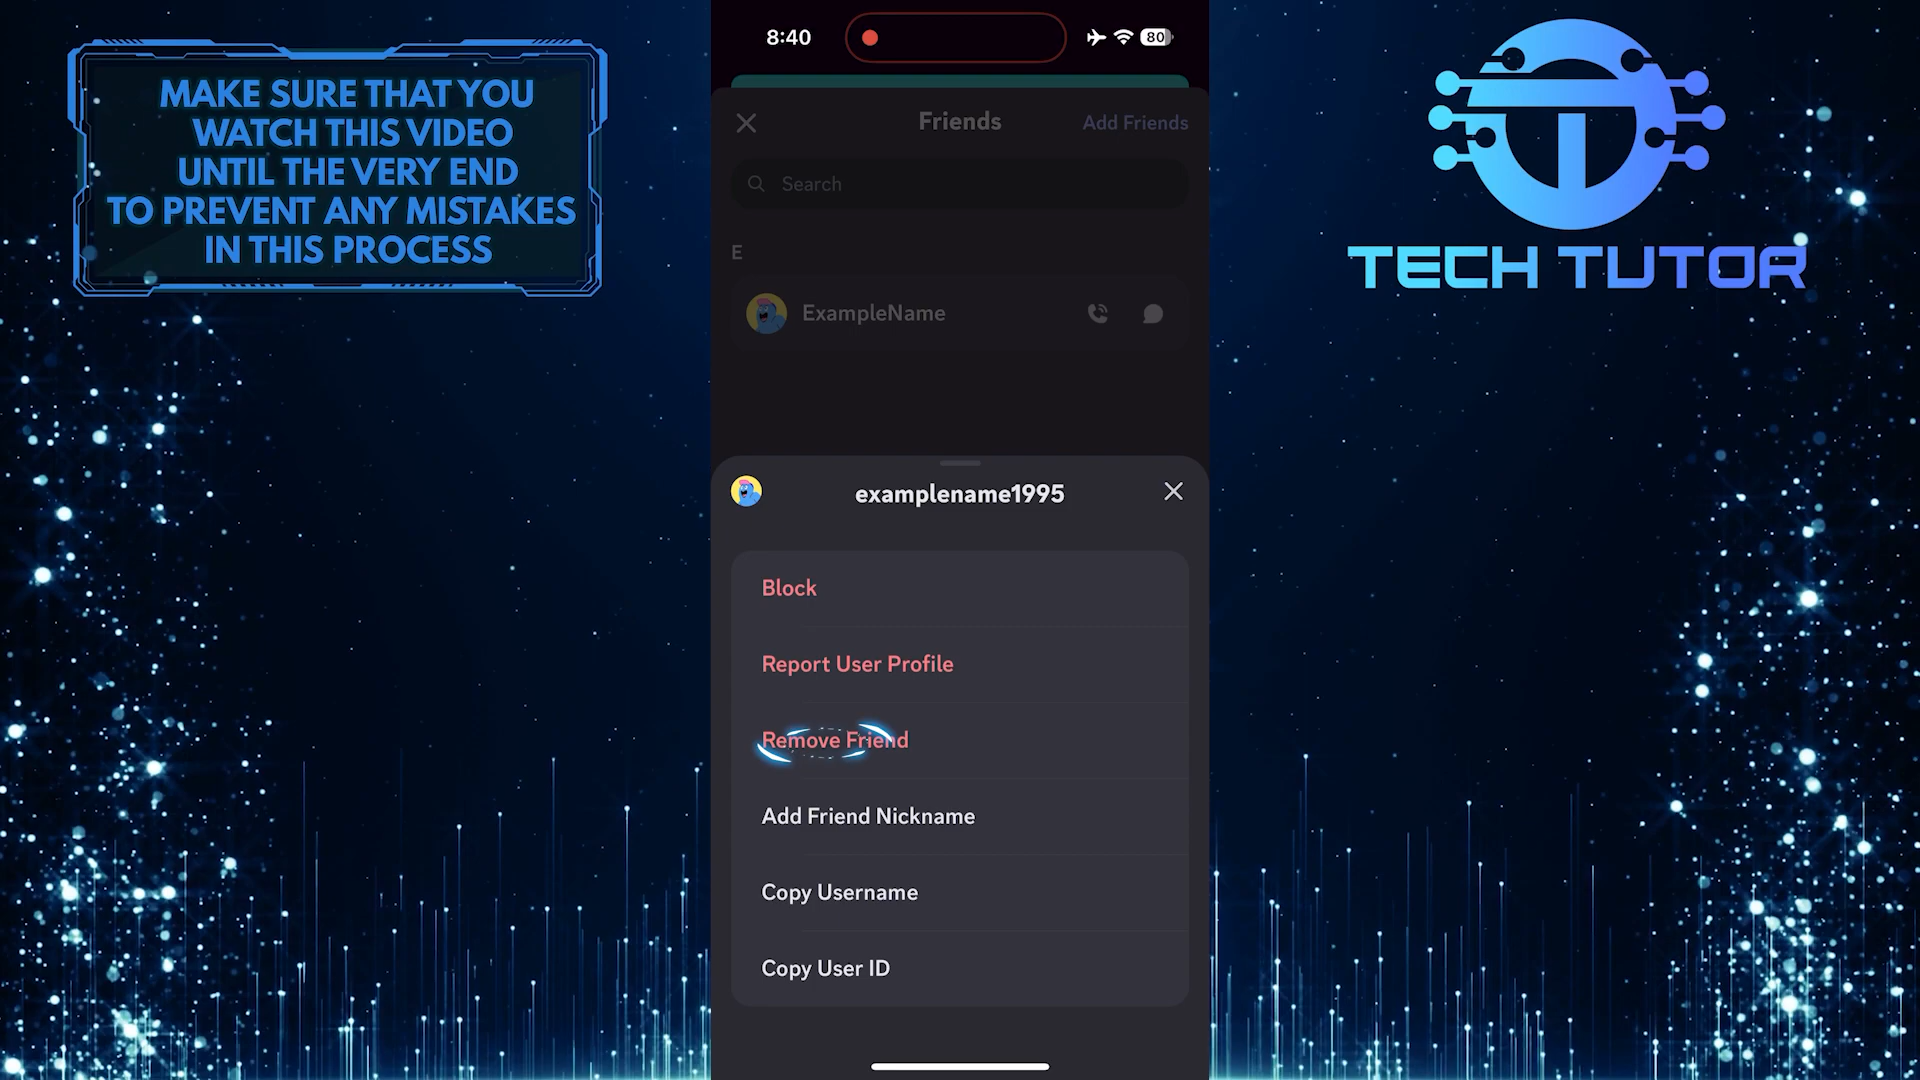 MAKE SURE THAT YOU
WATCH THIS VIDEO
UNTIL THE VERY END
TO PREVENT ANY MISTAKES
IN THIS PROCESS
8:40
80
Friends
Add Friends
Search
E
ExampleName
examplename1995
Block
Report User Profile
Remove Friend
Add Friend Nickname
Copy Username
Copy User ID
TECH TUTOR